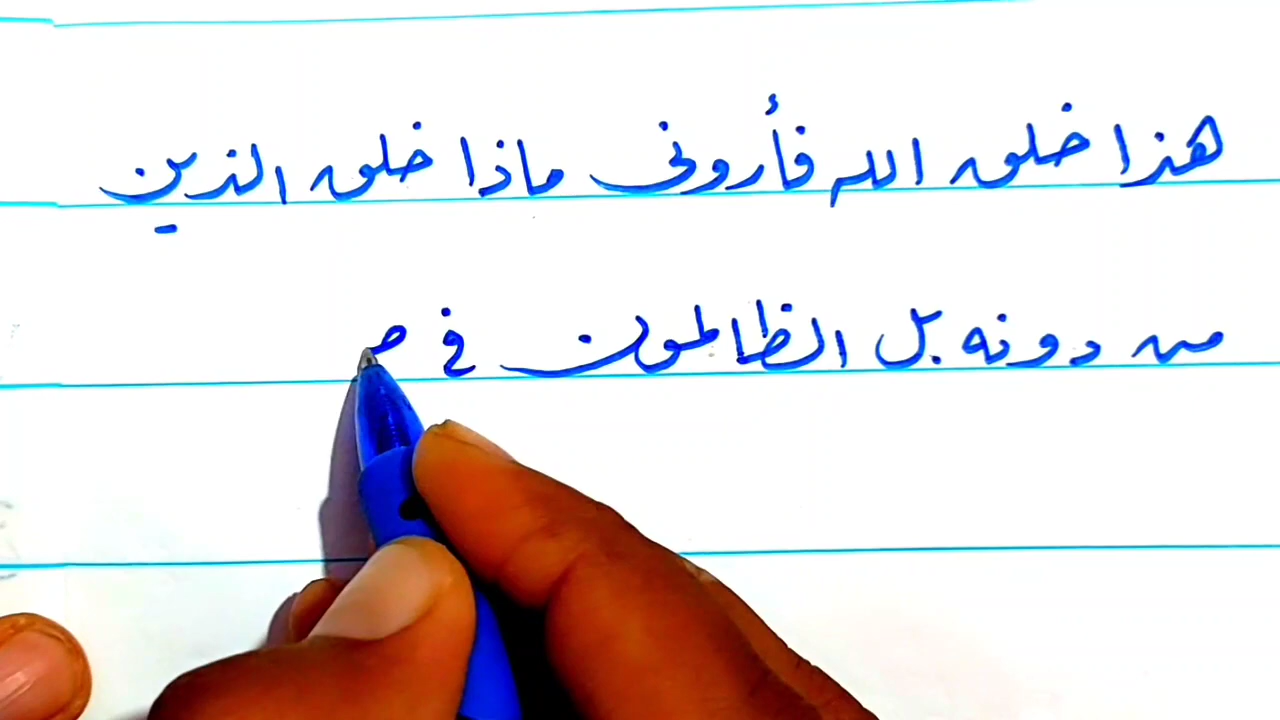 هذا خلق الله فأروني ماذا خلق الذين
من دونه بل الظالمون في